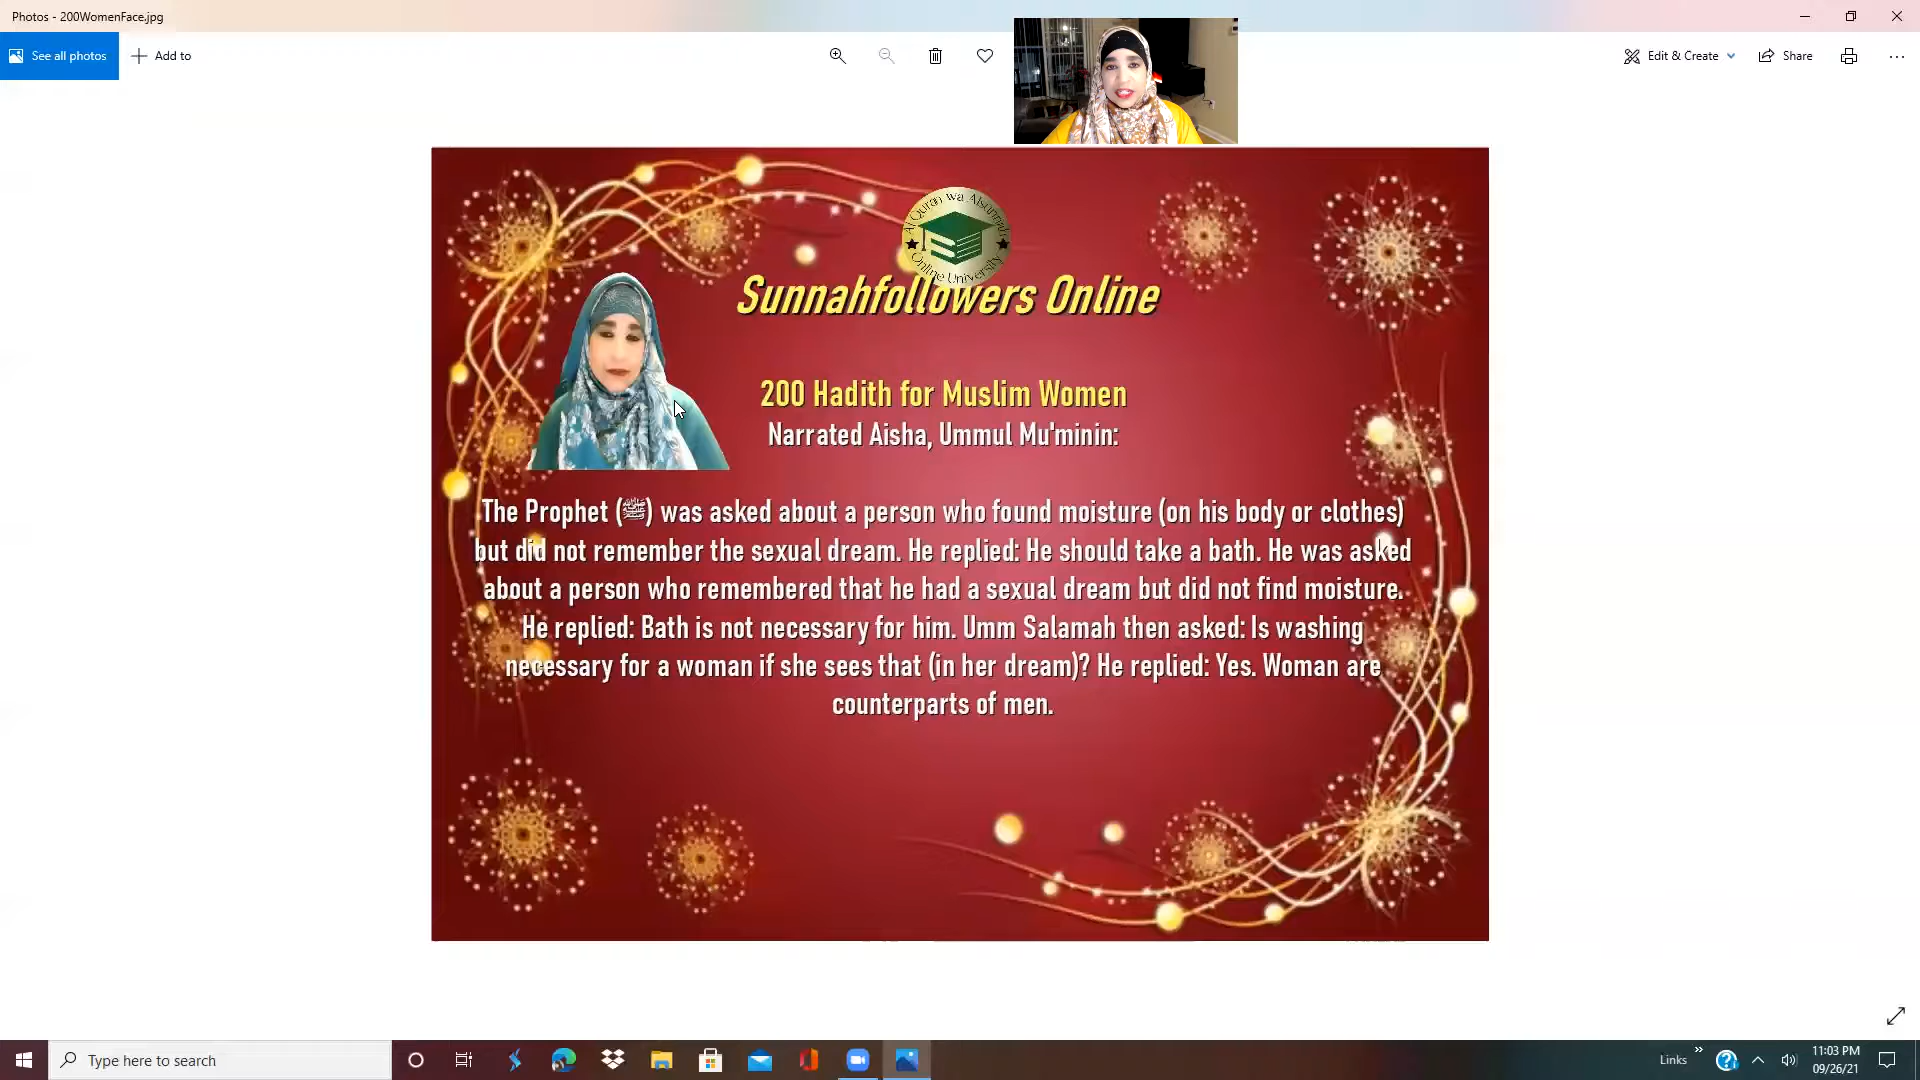 Photos - 200WomenFace.jpg
See all photos
Add to
Edit & Create
Share
Al Quran wa Alsunnah
Online University
Sunnahfollowers Online
200 Hadith for Muslim Women
Narrated Aisha, Ummul Mu'minin:
The Prophet (ﷺ) was asked about a person who found moisture (on his body or clothes)
but did not remember the sexual dream. He replied: He should take a bath. He was asked
about a person who remembered that he had a sexual dream but did not find moisture.
He replied: Bath is not necessary for him. Umm Salamah then asked: Is washing
necessary for a woman if she sees that (in her dream)? He replied: Yes. Woman are
counterparts of men.
Type here to search
Links
11:03 PM
09/26/21